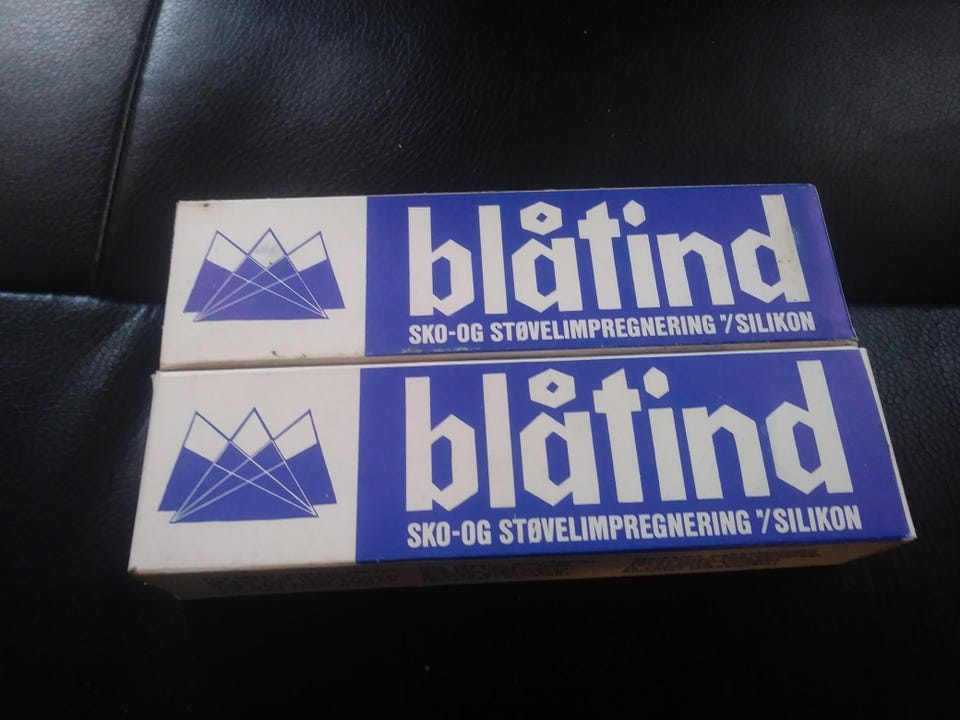 blåtind
SKO-OG STØVELIMPREGNERING ᵐ/SILIKON
blåtind
SKO-OG STØVELIMPREGNERING ᵐ/SILIKON